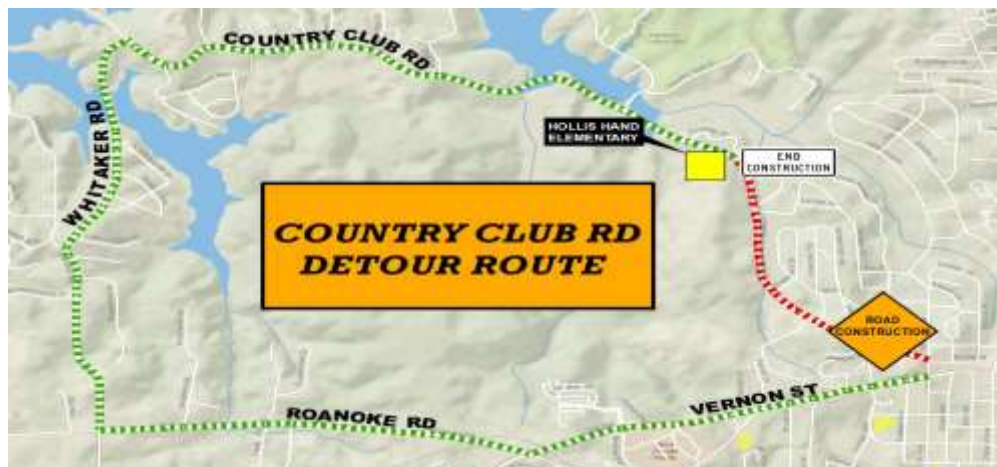 COUNTRY CLUB RD
WHITAKER RD
HOLLIS HAND
ELEMENTARY
END
CONSTRUCTION
COUNTRY CLUB RD
DETOUR ROUTE
ROAD
CONSTRUCTION
ROANOKE RD
VERNON ST